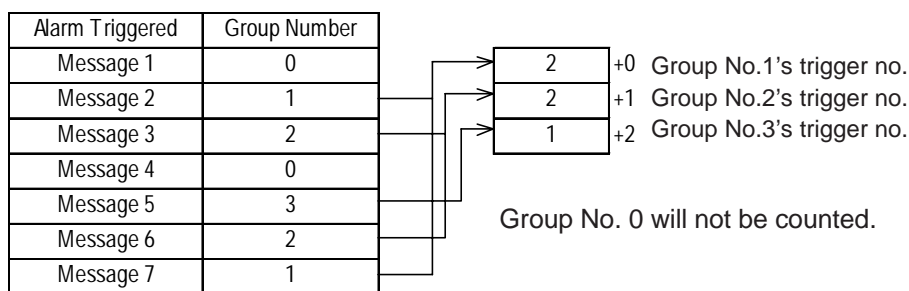 Alarm Triggered Group Number
Message 1 0
Message 2 1
Message 3 2
Message 4 0
Message 5 3
Message 6 2
Message 7 1
2 +0 Group No.1's trigger no.
2 +1 Group No.2's trigger no.
1 +2 Group No.3's trigger no.
Group No. 0 will not be counted.